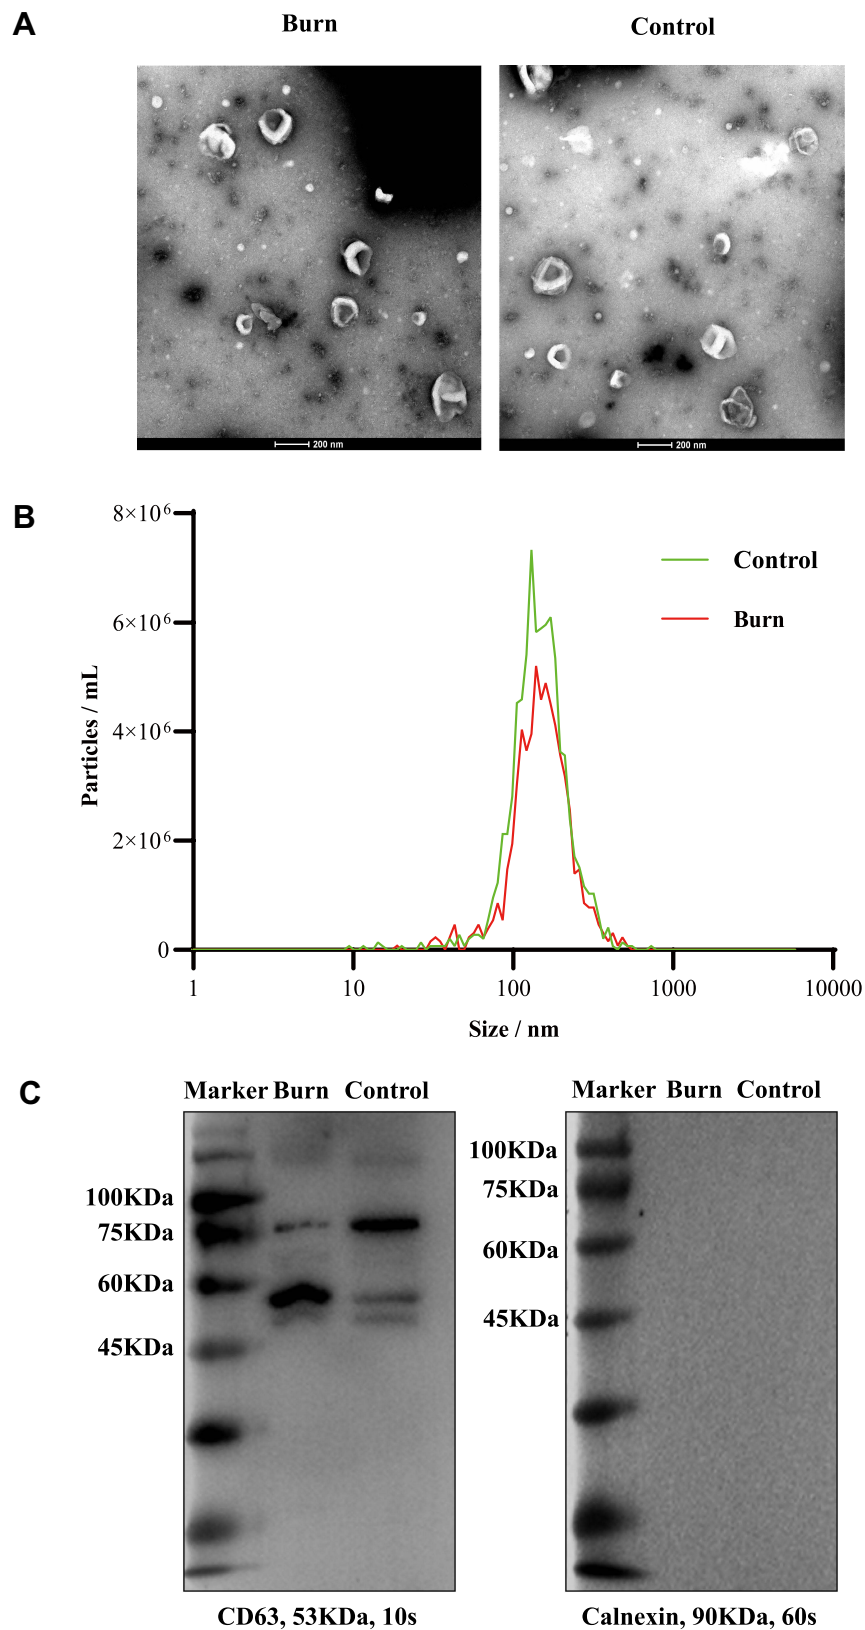 A
Burn
Control
200 nm
200 nm
B
8×10⁶
6×10⁶
4×10⁶
2×10⁶
0
Particles / mL
Control
Burn
1
10
100
1000
10000
Size / nm
C
Marker Burn Control
100KDa
75KDa
60KDa
45KDa
CD63, 53KDa, 10s
Marker Burn Control
100KDa
75KDa
60KDa
45KDa
Calnexin, 90KDa, 60s